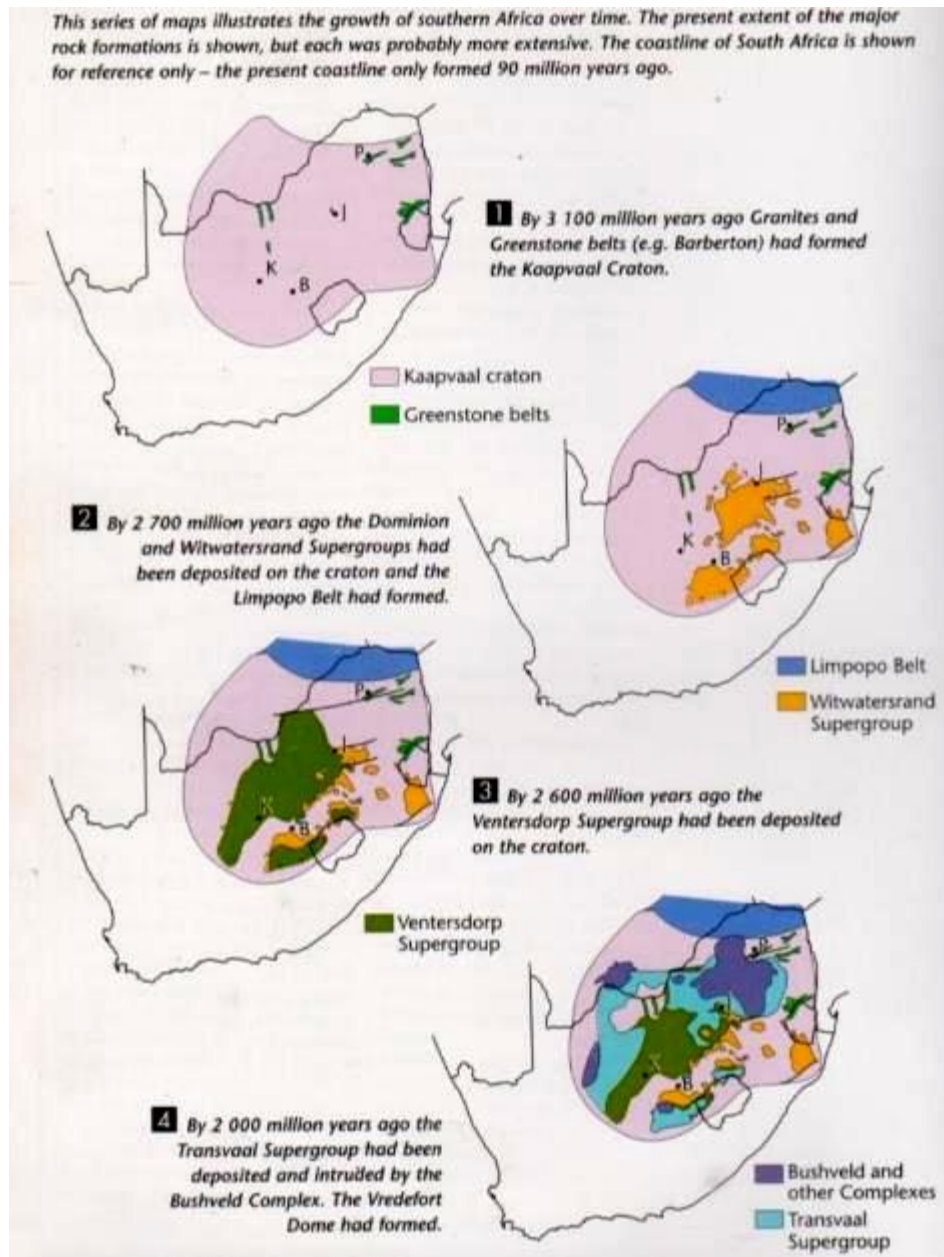 This series of maps illustrates the growth of southern Africa over time. The present extent of the major
rock formations is shown, but each was probably more extensive. The coastline of South Africa is shown
for reference only – the present coastline only formed 90 million years ago.
P
J
K
B
1 By 3 100 million years ago Granites and
Greenstone belts (e.g. Barberton) had formed
the Kaapvaal Craton.
Kaapvaal craton
Greenstone belts
P
J
K
B
2 By 2 700 million years ago the Dominion
and Witwatersrand Supergroups had
been deposited on the craton and the
Limpopo Belt had formed.
Limpopo Belt
Witwatersrand
Supergroup
P
J
K
B
3 By 2 600 million years ago the
Ventersdorp Supergroup had been deposited
on the craton.
Ventersdorp
Supergroup
P
J
K
B
4 By 2 000 million years ago the
Transvaal Supergroup had been
deposited and intruded by the
Bushveld Complex. The Vredefort
Dome had formed.
Bushveld and
other Complexes
Transvaal
Supergroup